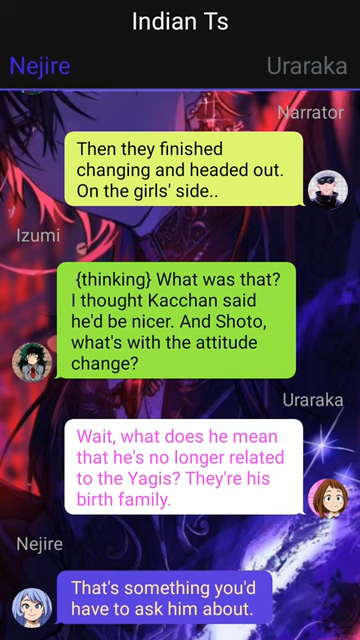 Indian Ts
Nejire
Uraraka
Narrator
Then they finished
changing and headed out.
On the girls' side..
Izumi
{thinking} What was that?
I thought Kacchan said
he'd be nicer. And Shoto,
what's with the attitude
change?
Uraraka
Wait, what does he mean
that he's no longer related
to the Yagis? They're his
birth family.
Nejire
That's something you'd
have to ask him about.